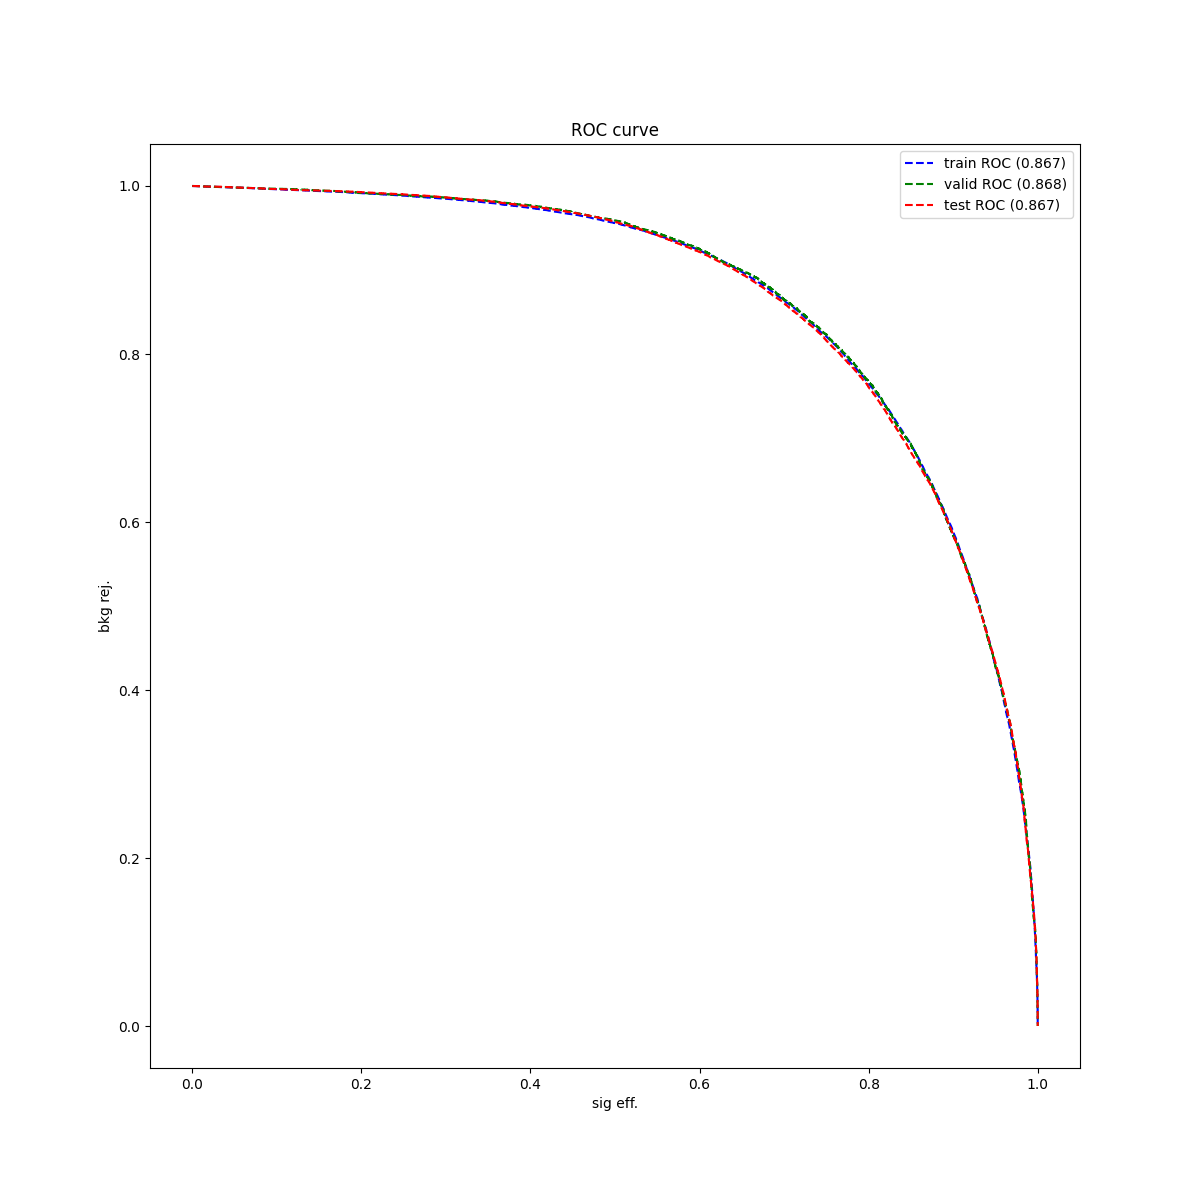 ROC curve
train ROC (0.867)
valid ROC (0.868)
test ROC (0.867)
1.0
0.8
0.6
0.4
0.2
0.0
bkg rej.
0.0 0.2 0.4 0.6 0.8 1.0
sig eff.